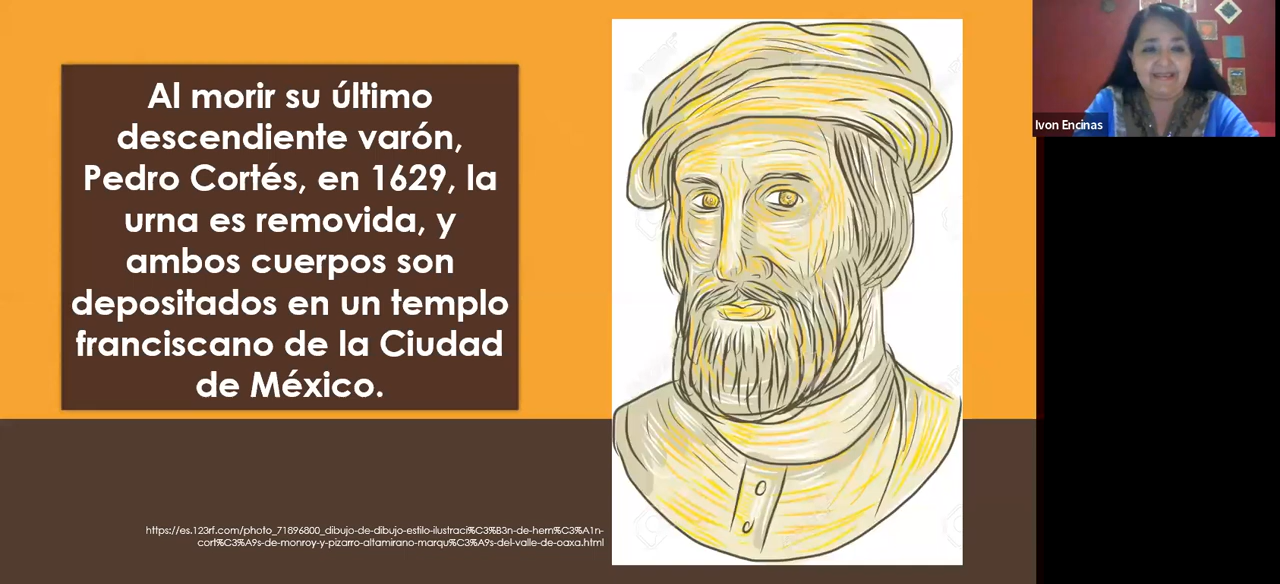 Al morir su último
descendiente varón,
Pedro Cortés, en 1629, la
urna es removida, y
ambos cuerpos son
depositados en un templo
franciscano de la Ciudad
de México.
Ivon Encinas
https://es.123rf.com/photo_71896800_dibujo-de-dibujo-estilo-ilustraci%C3%B3n-de-hern%C3%A1n-
cort%C3%A9s-de-monroy-y-pizarro-altamirano-marqu%C3%A9s-del-valle-de-oaxa.html